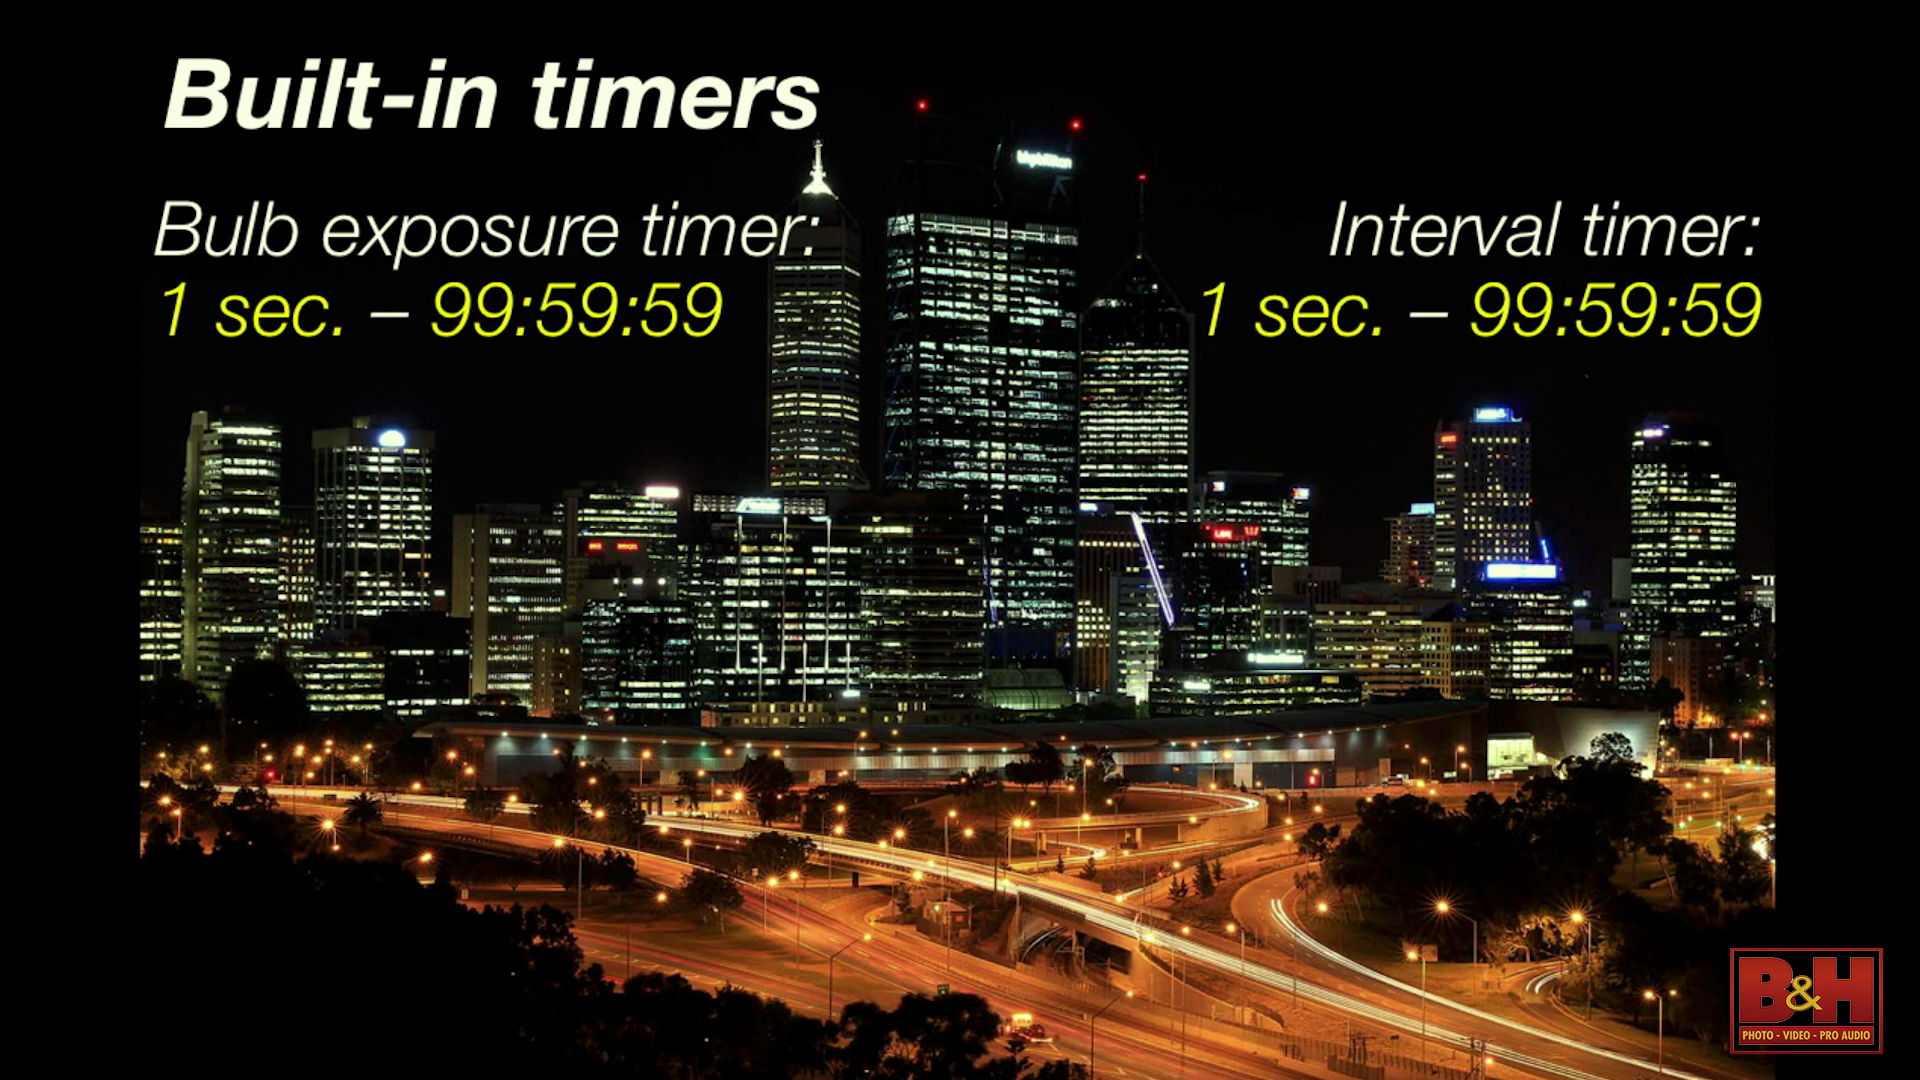 Built-in timers
Bulb exposure timer:
1 sec. – 99:59:59
Interval timer:
1 sec. – 99:59:59
bhpbilliton
B&H
PHOTO - VIDEO - PRO AUDIO